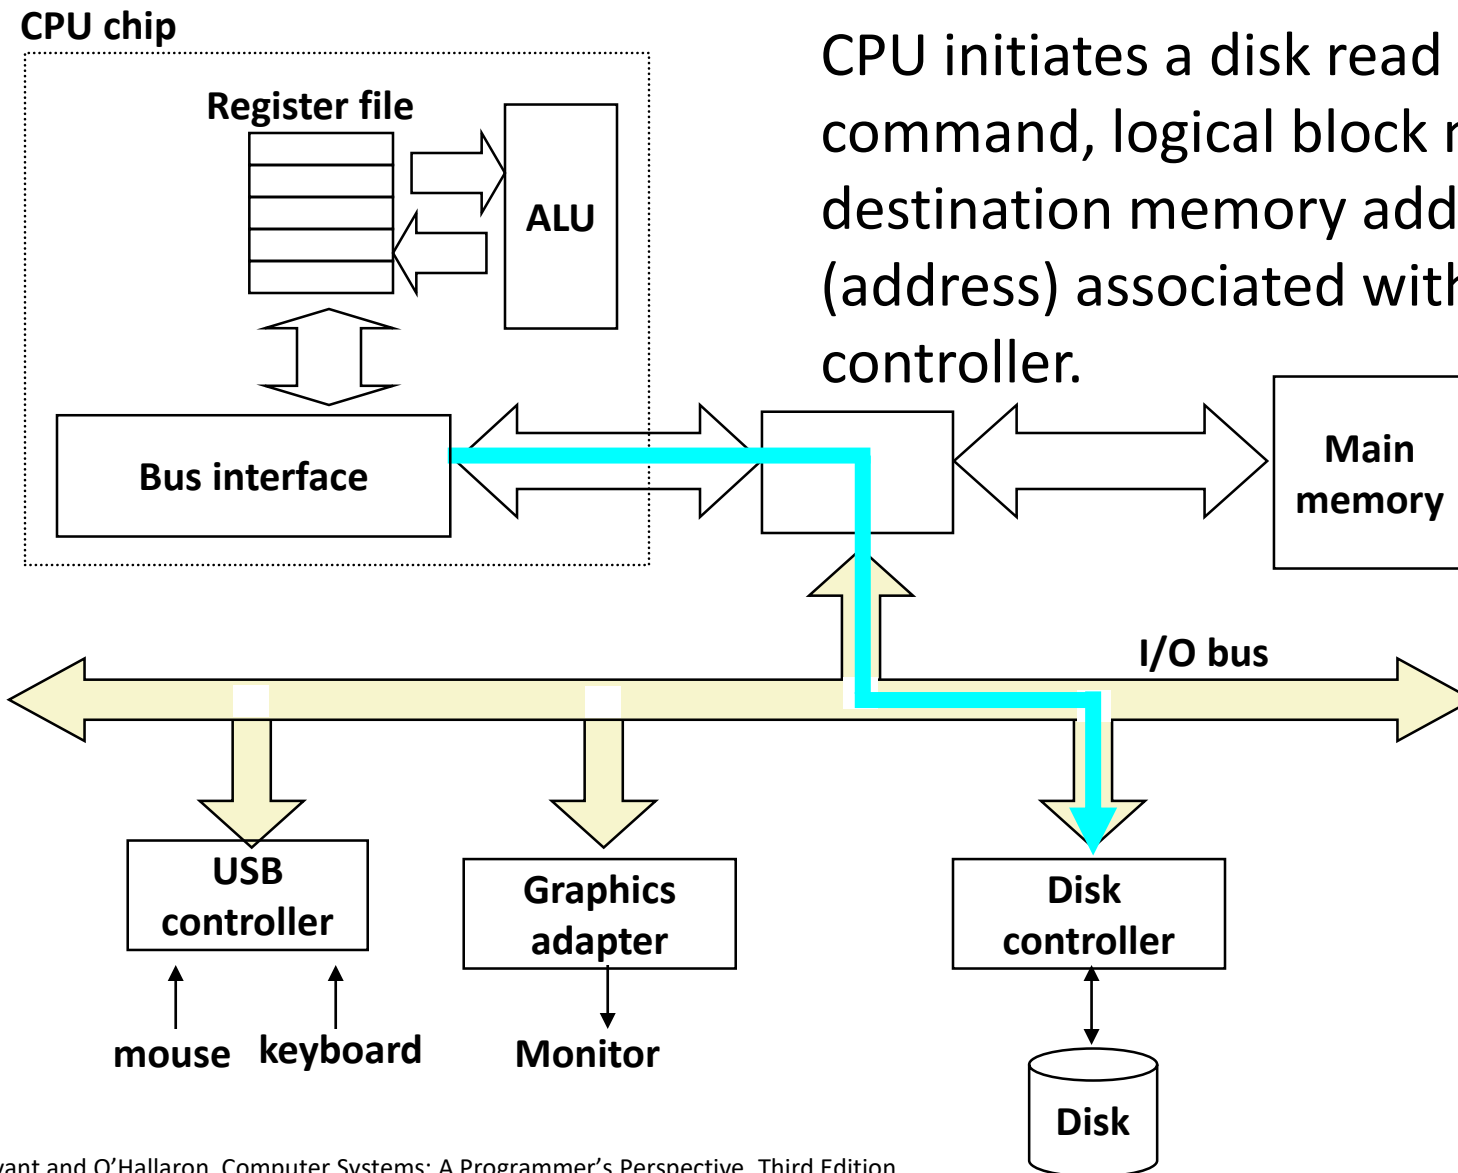 CPU chip
CPU initiates a disk read
command, logical block
destination memory
(address) associated
controller.
Register file
ALU
Bus interface
Main
memory
I/O bus
USB
controller
Graphics
adapter
Disk
controller
mouse
keyboard
Monitor
Disk
and O'Hallaron, Computer Systems: A Programmer's Perspective, Third Edition